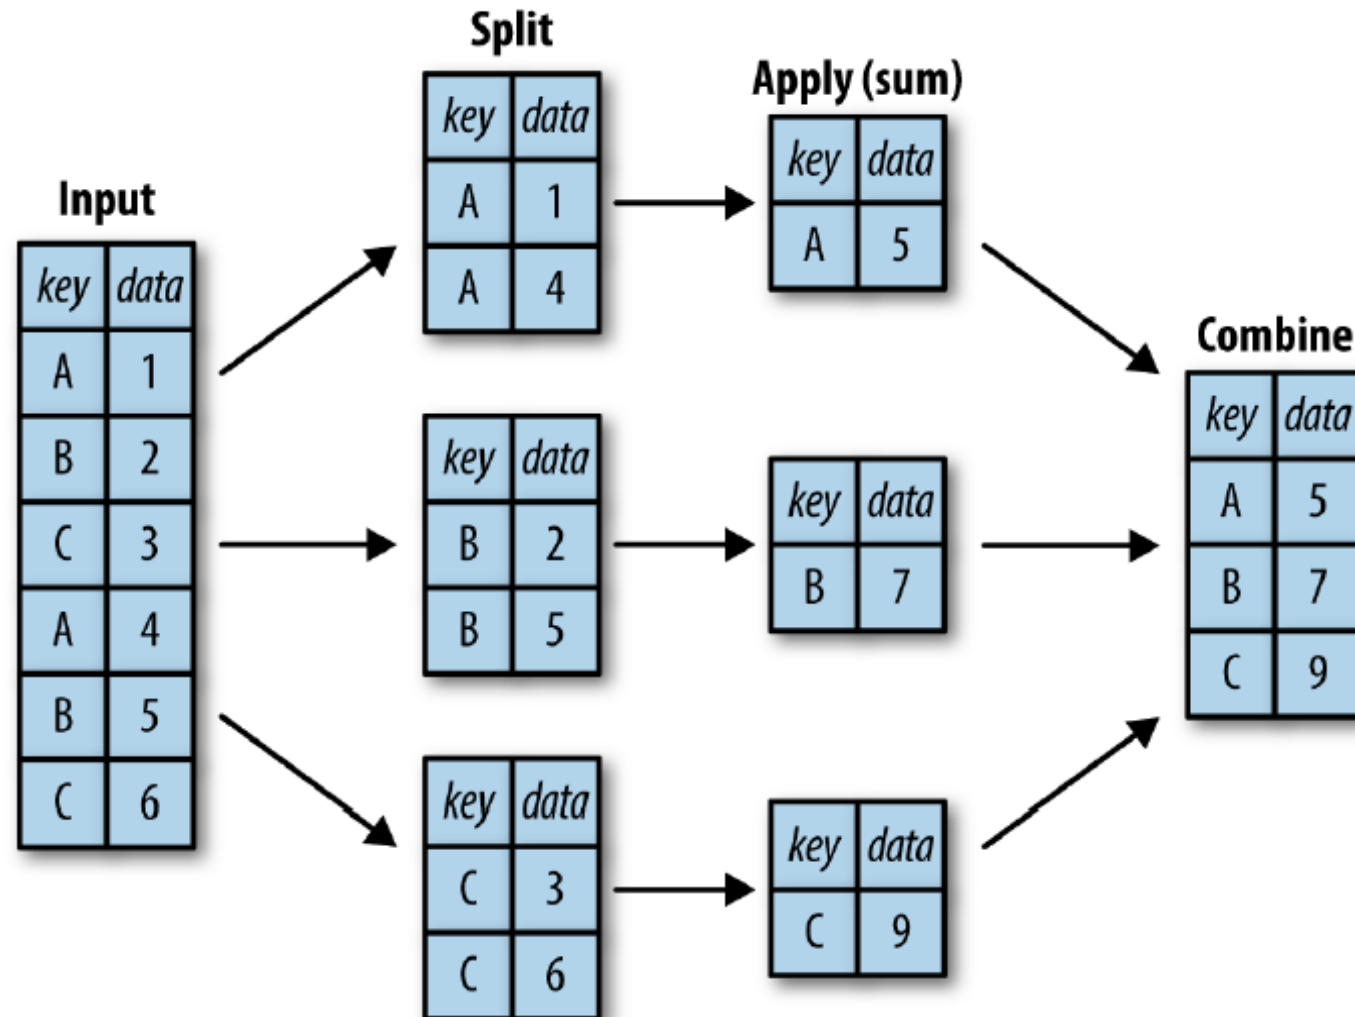 Input
key data
A 1
B 2
C 3
A 4
B 5
C 6
Split
key data
A 1
A 4
key data
B 2
B 5
key data
C 3
C 6
Apply (sum)
key data
A 5
key data
B 7
key data
C 9
Combine
key data
A 5
B 7
C 9